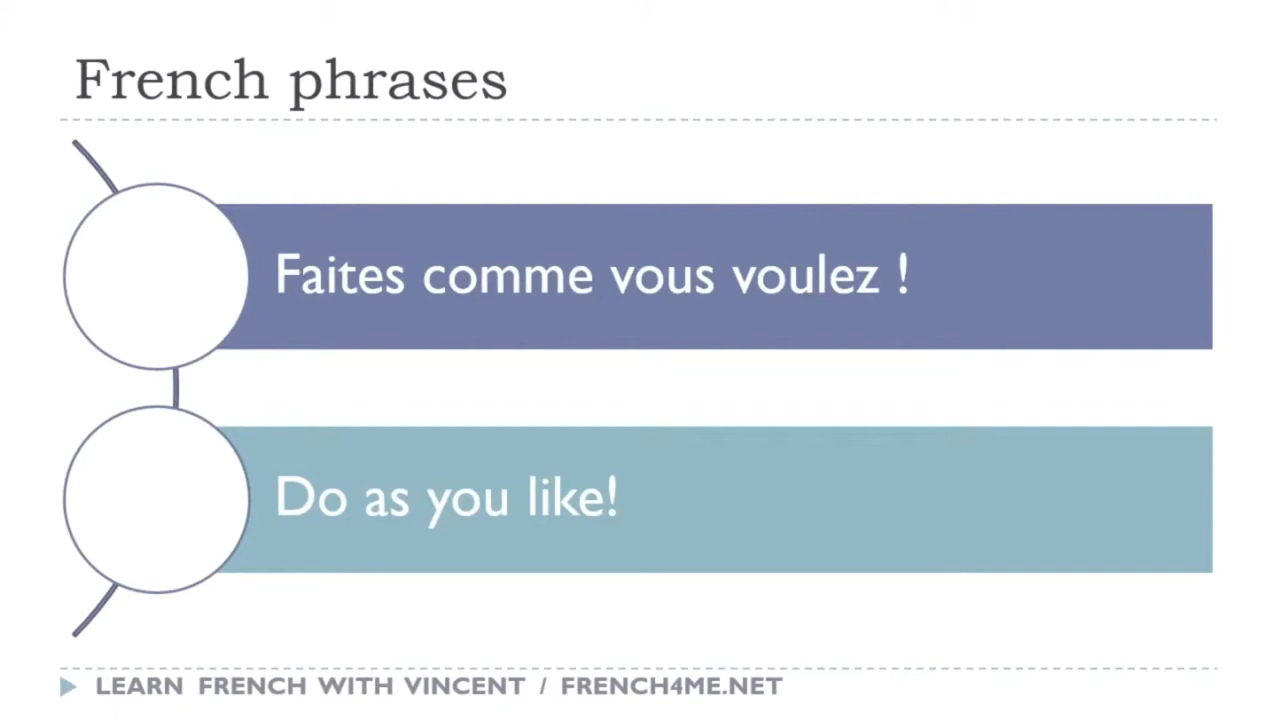 French phrases
Faites comme vous voulez !
Do as you like!
LEARN FRENCH WITH VINCENT / FRENCH4ME.NET